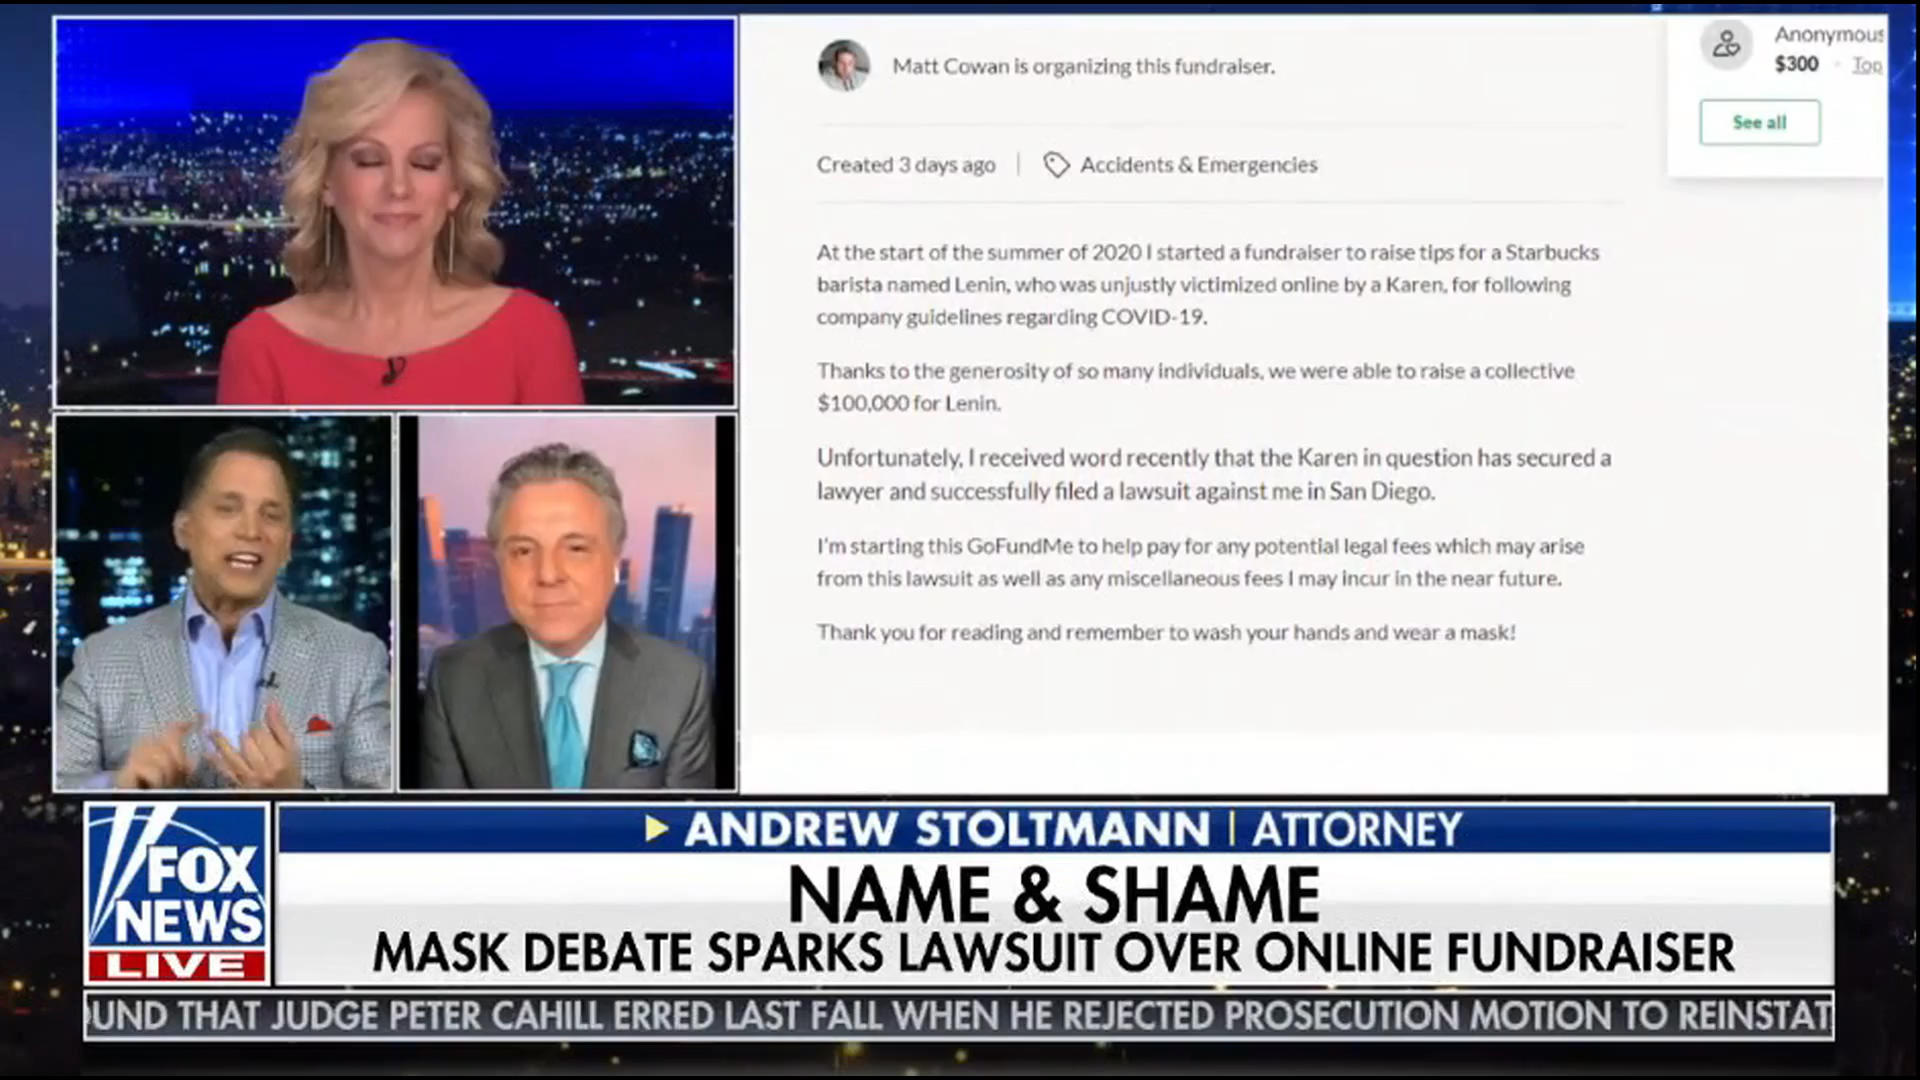 Matt Cowan is organizing this fundraiser.
Anonymous
$300 · Top
See all
Created 3 days ago | Accidents & Emergencies
At the start of the summer of 2020 I started a fundraiser to raise tips for a Starbucks
barista named Lenin, who was unjustly victimized online by a Karen, for following
company guidelines regarding COVID-19.
Thanks to the generosity of so many individuals, we were able to raise a collective
$100,000 for Lenin.
Unfortunately, I received word recently that the Karen in question has secured a
lawyer and successfully filed a lawsuit against me in San Diego.
I'm starting this GoFundMe to help pay for any potential legal fees which may arise
from this lawsuit as well as any miscellaneous fees I may incur in the near future.
Thank you for reading and remember to wash your hands and wear a mask!
ANDREW STOLTMANN | ATTORNEY
NAME & SHAME
MASK DEBATE SPARKS LAWSUIT OVER ONLINE FUNDRAISER
FOX
NEWS
LIVE
OUND THAT JUDGE PETER CAHILL ERRED LAST FALL WHEN HE REJECTED PROSECUTION MOTION TO REINSTAT